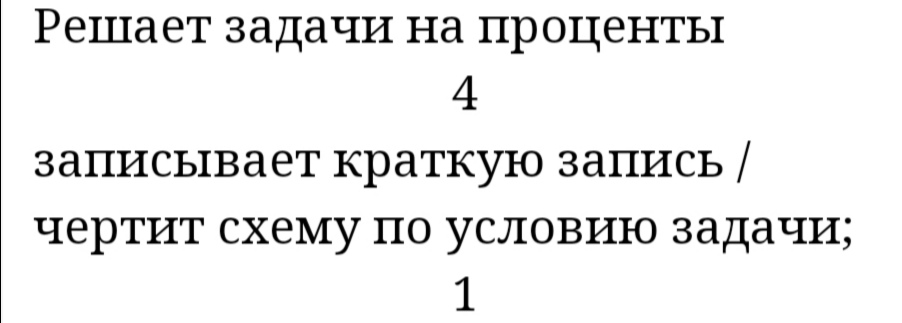 Решает задачи на проценты
4
записывает краткую запись /
чертит схему по условию задачи;
1